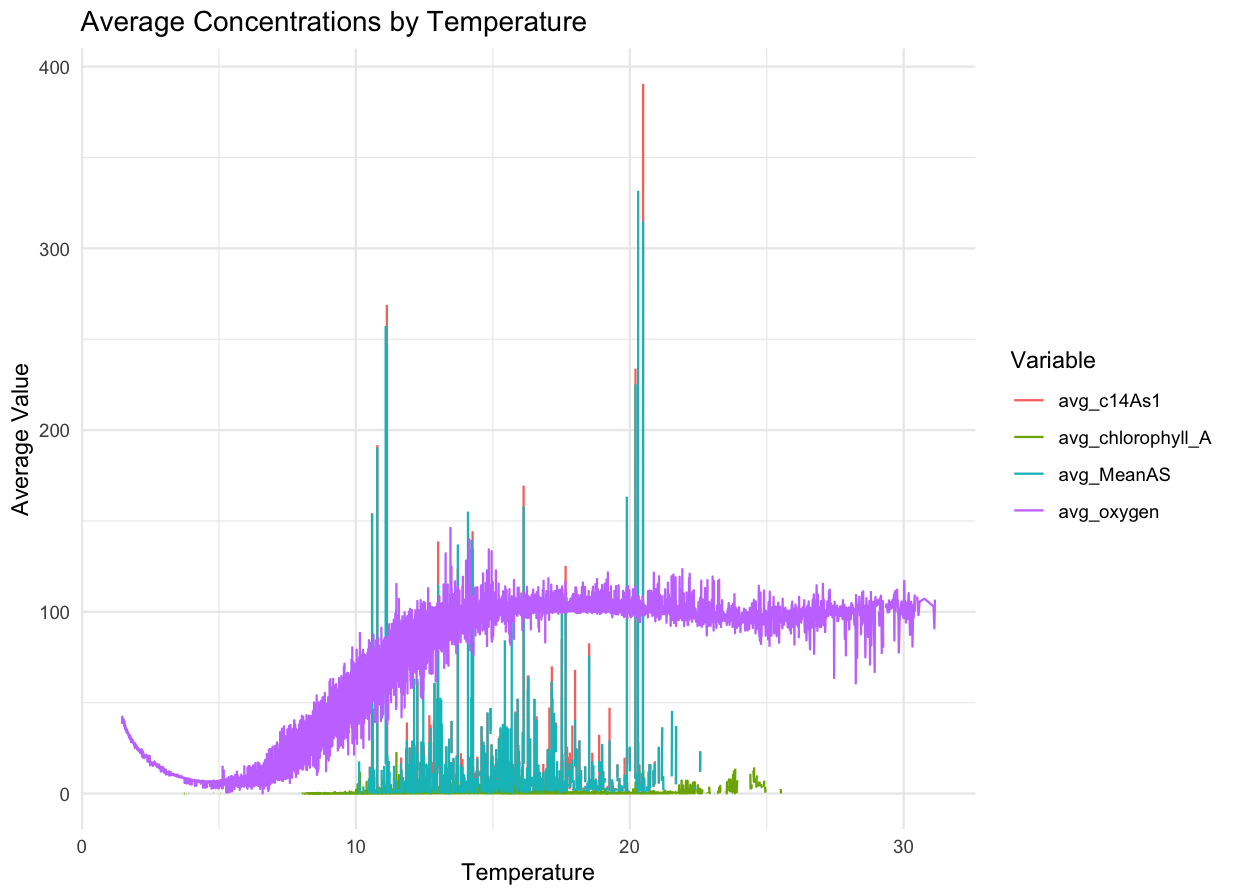 Average Concentrations by Temperature
400
300
200
100
0
Average Value
0
10
20
30
Temperature
Variable
avg_c14As1
avg_chlorophyll_A
avg_MeanAS
avg_oxygen